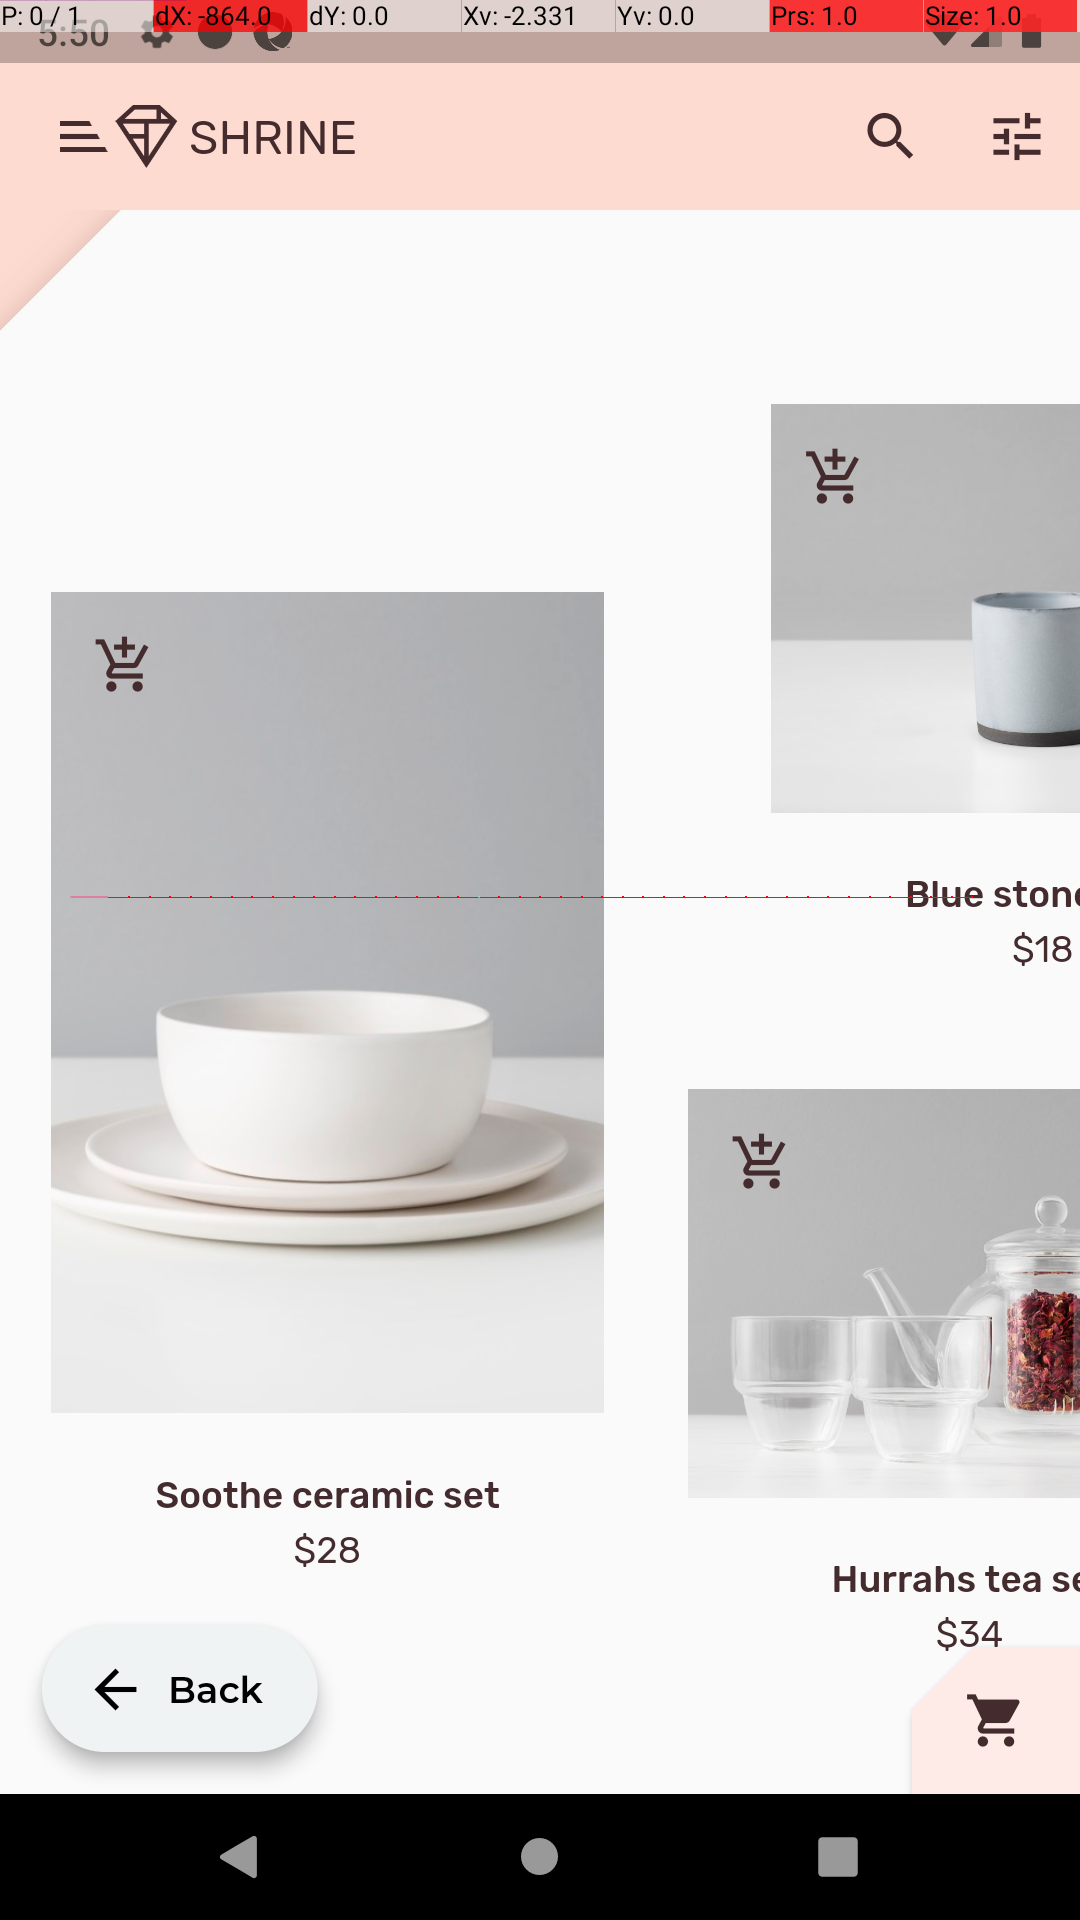 P: 0 / 1 dX: -864.0 dY: 0.0 Xv: -2.331 Yv: 0.0 Prs: 1.0 Size: 1.0
5:50
SHRINE
Blue stone
$18
Soothe ceramic set
$28
Hurrahs tea se
$34
Back